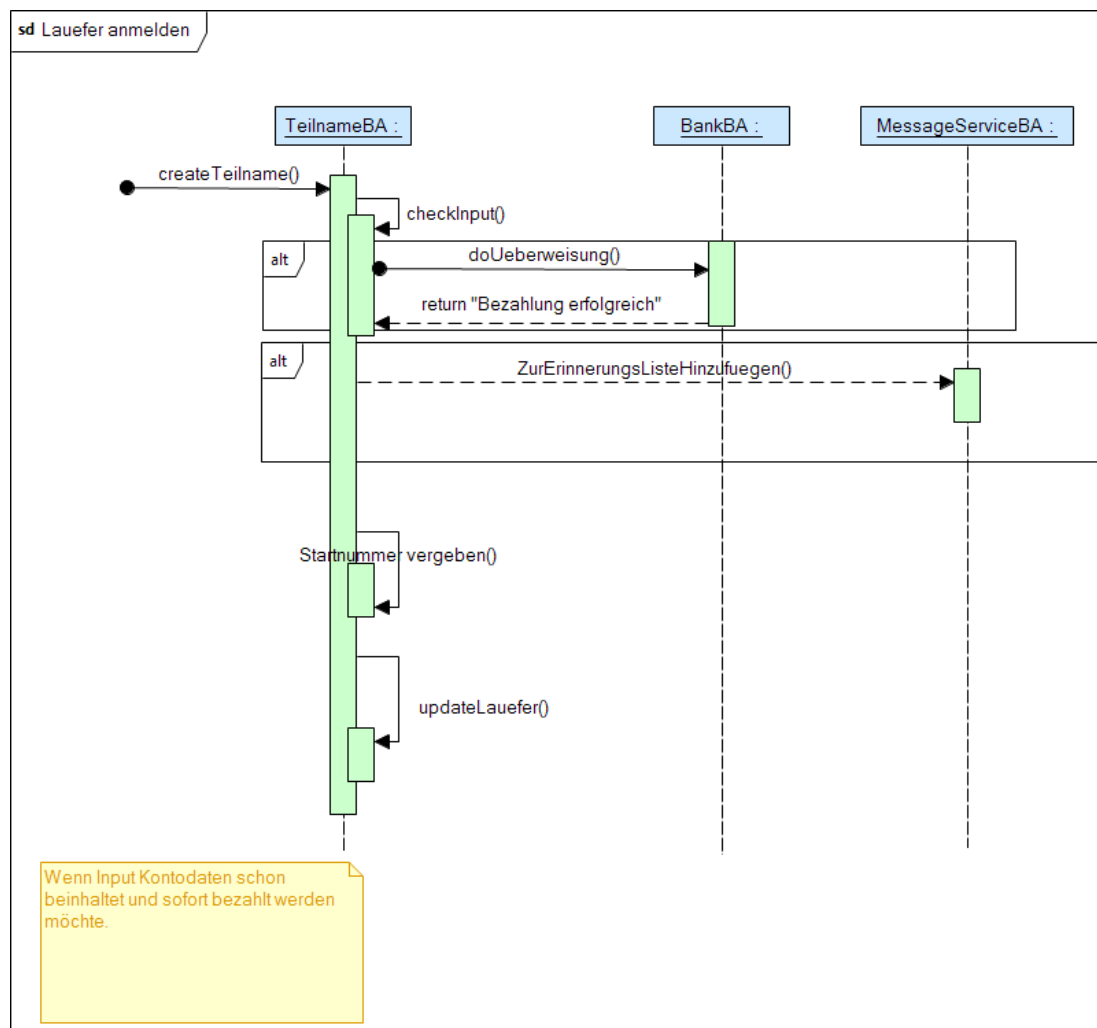 sd Lauefer anmelden
TeilnameBA :
BankBA :
MessageServiceBA :
createTeilname()
checkInput()
alt
doUeberweisung()
return "Bezahlung erfolgreich"
alt
ZurErinnerungsListeHinzufuegen()
Startnummer vergeben()
updateLauefer()
Wenn Input Kontodaten schon
beinhaltet und sofort bezahlt werden
möchte.